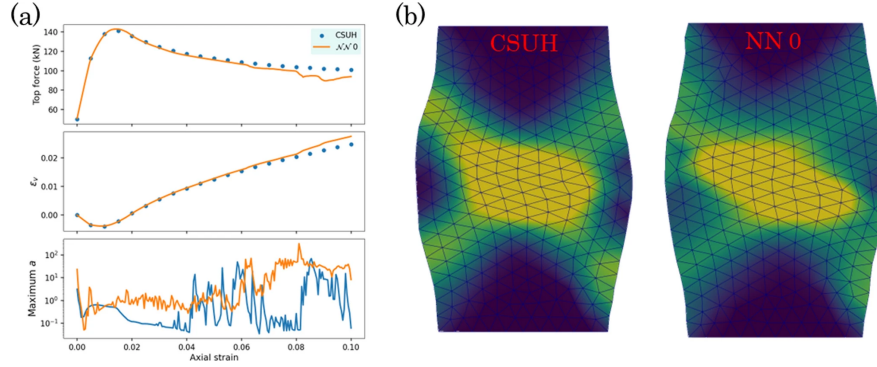 (a)
140
120
100
80
60
Top force (kN)
CSUH
NN 0
0.02
0.01
0.00
εv
10²
10¹
10⁰
10⁻¹
Maximum a
0.00 0.02 0.04 0.06 0.08 0.10
Axial strain
(b)
CSUH
NN 0